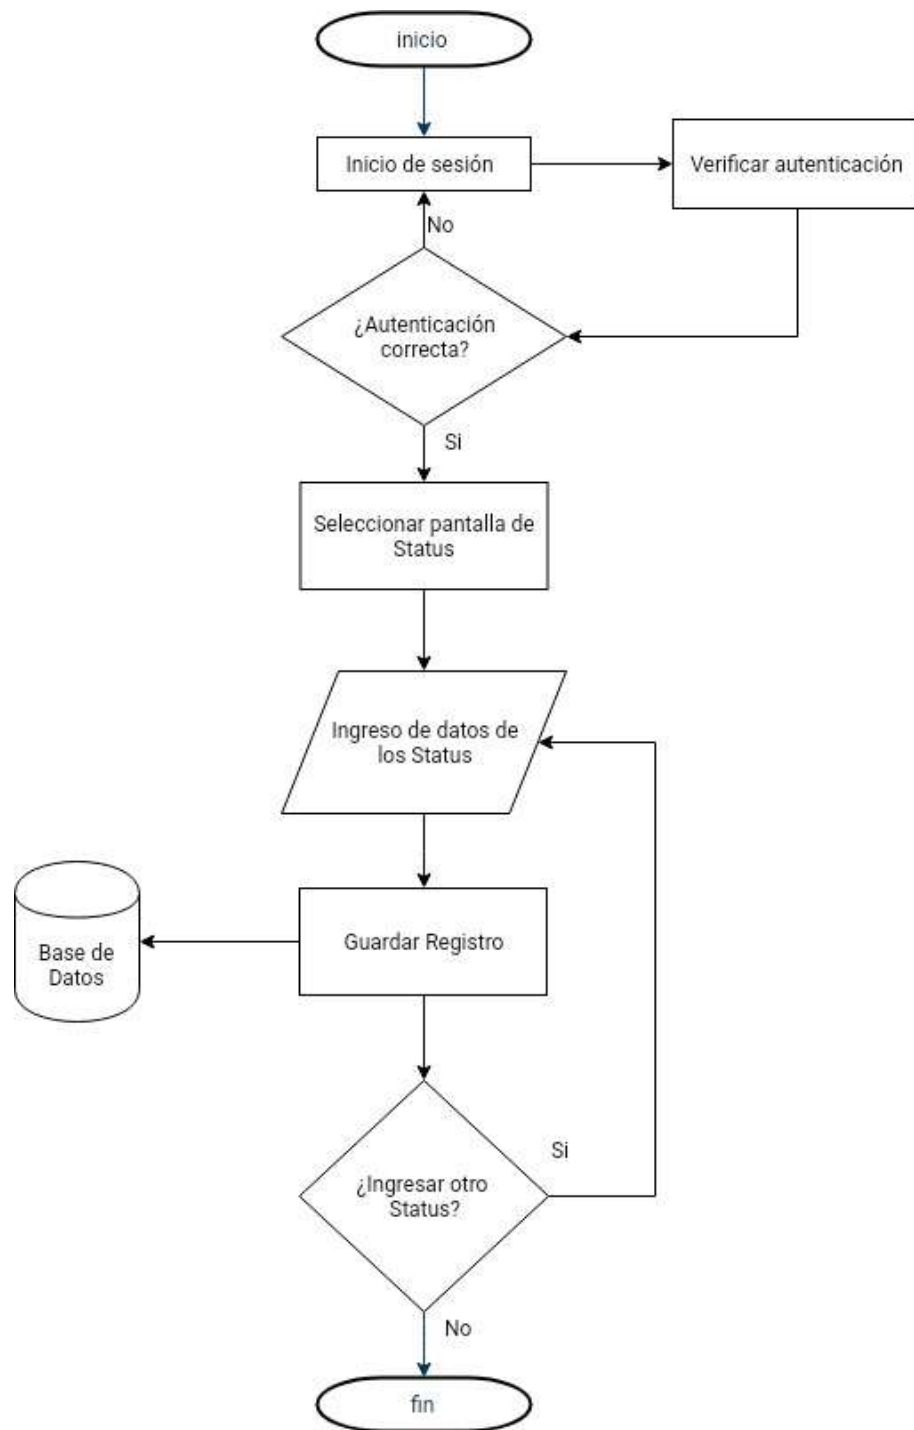 inicio
Inicio de sesión
Verificar autenticación
No
¿Autenticación
correcta?
Si
Seleccionar pantalla de
Status
Ingreso de datos de
los Status
Base de
Datos
Guardar Registro
Si
¿Ingresar otro
Status?
No
fin